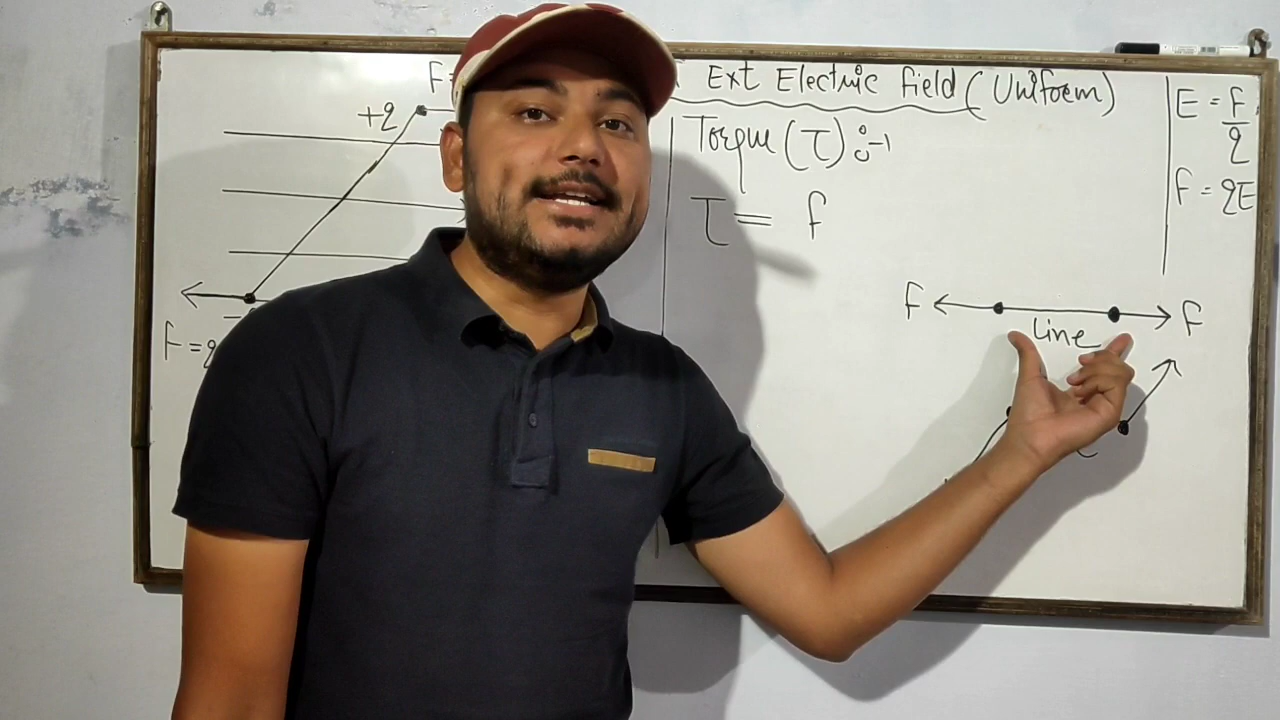 Ext Electric field (Uniform)
F=
+q
Torque (τ) :-
τ = f
E = F/q
F = qE
F
F
Line
F = q